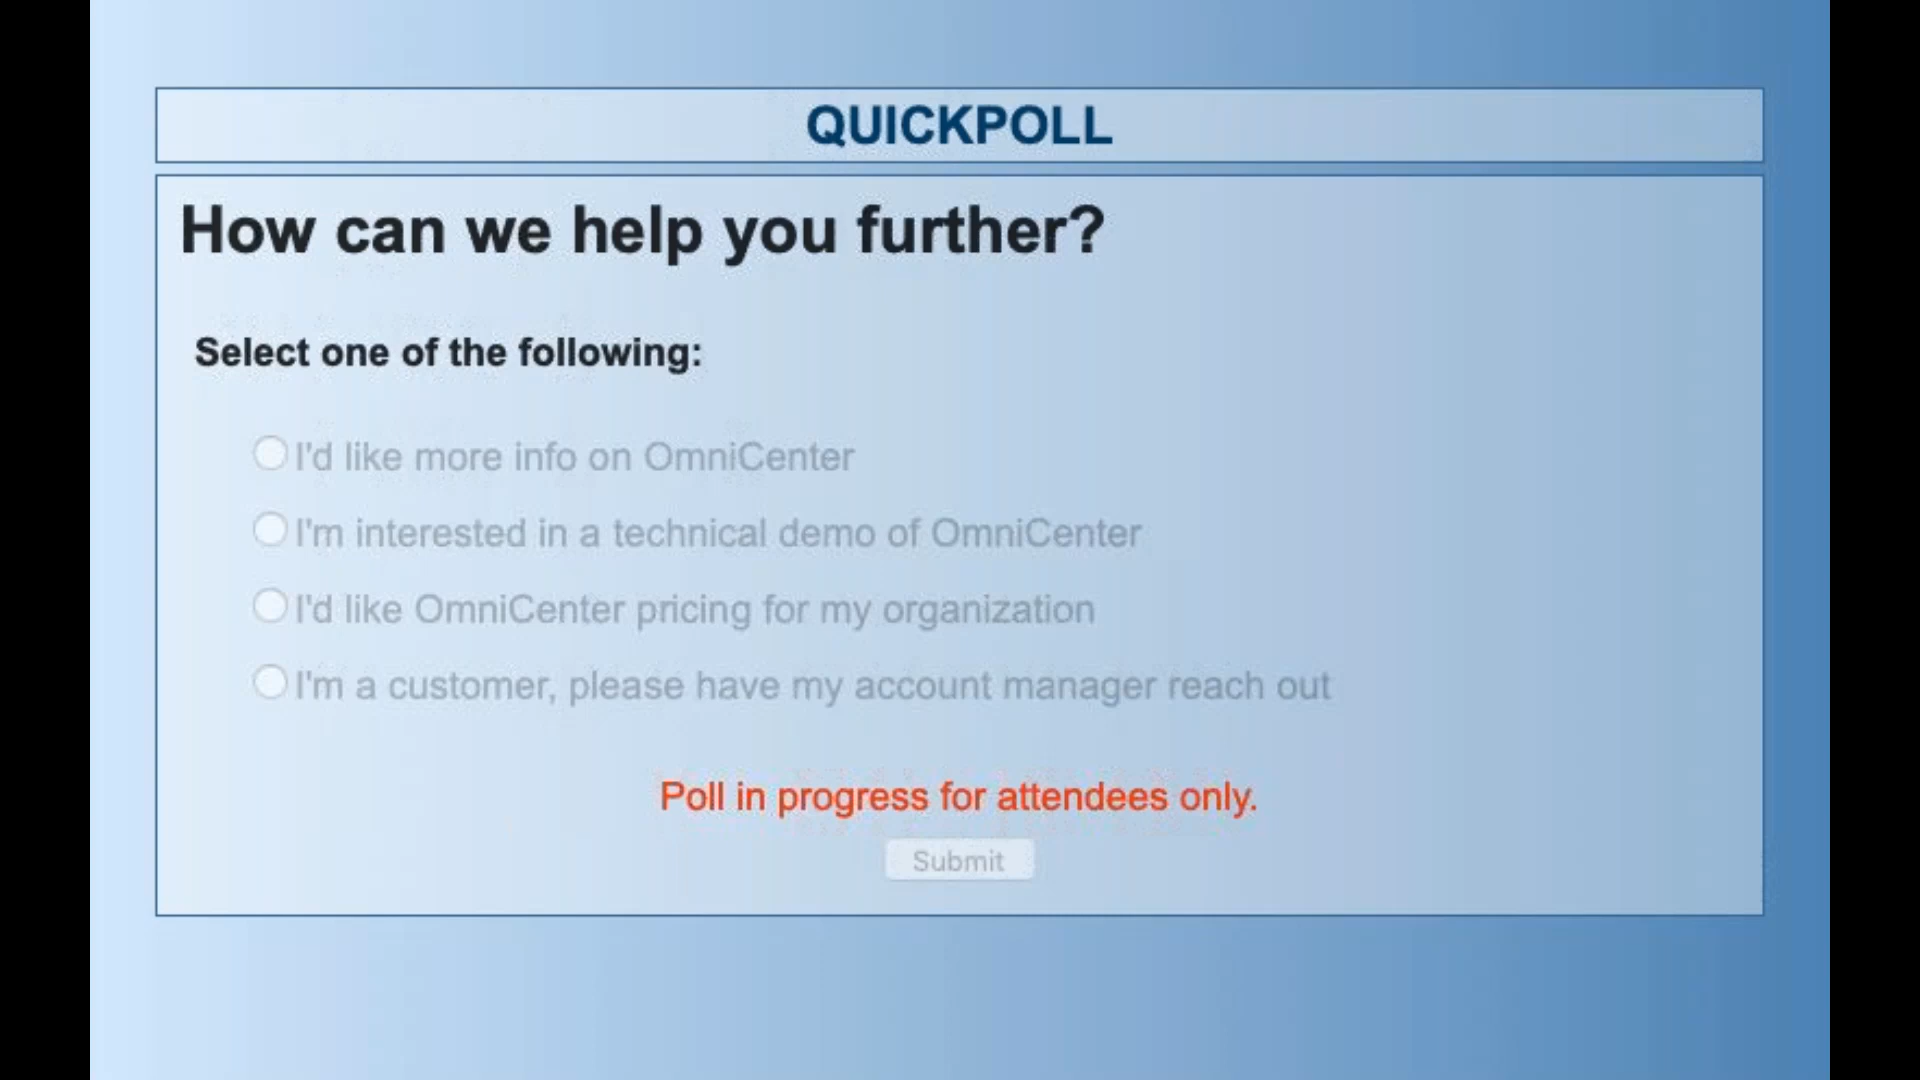 QUICKPOLL
How can we help you further?
Select one of the following:
I'd like more info on OmniCenter
I'm interested in a technical demo of OmniCenter
I'd like OmniCenter pricing for my organization
I'm a customer, please have my account manager reach out
Poll in progress for attendees only.
Submit